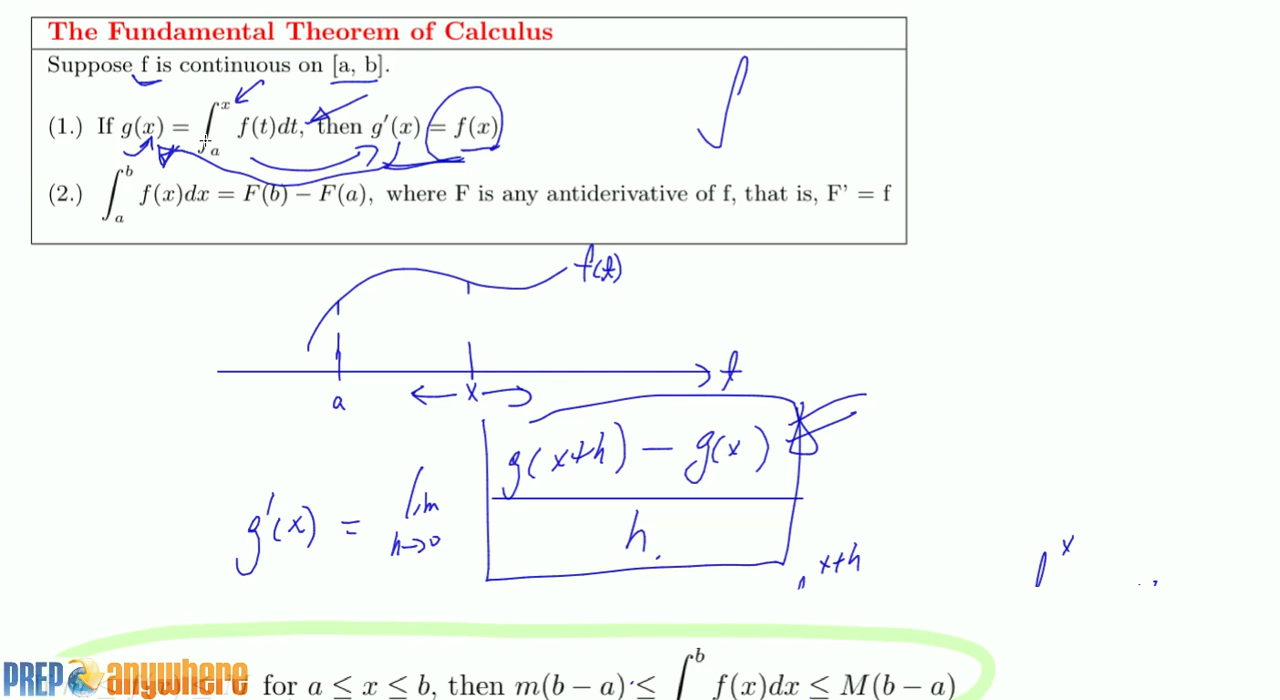 The Fundamental Theorem of Calculus
Suppose f is continuous on [a, b].
(1.) If g(x) = ∫_a^x f(t)dt, then g′(x) = f(x)
(2.) ∫_a^b f(x)dx = F(b) − F(a), where F is any antiderivative of f, that is, F' = f
∫
f(t)
a x t
g'(x) = lim h→0 g(x+h) − g(x) / h.
x+h x
PREP anywhere for a ≤ x ≤ b, then m(b − a) ≤ ∫^b f(x)dx ≤ M(b − a)